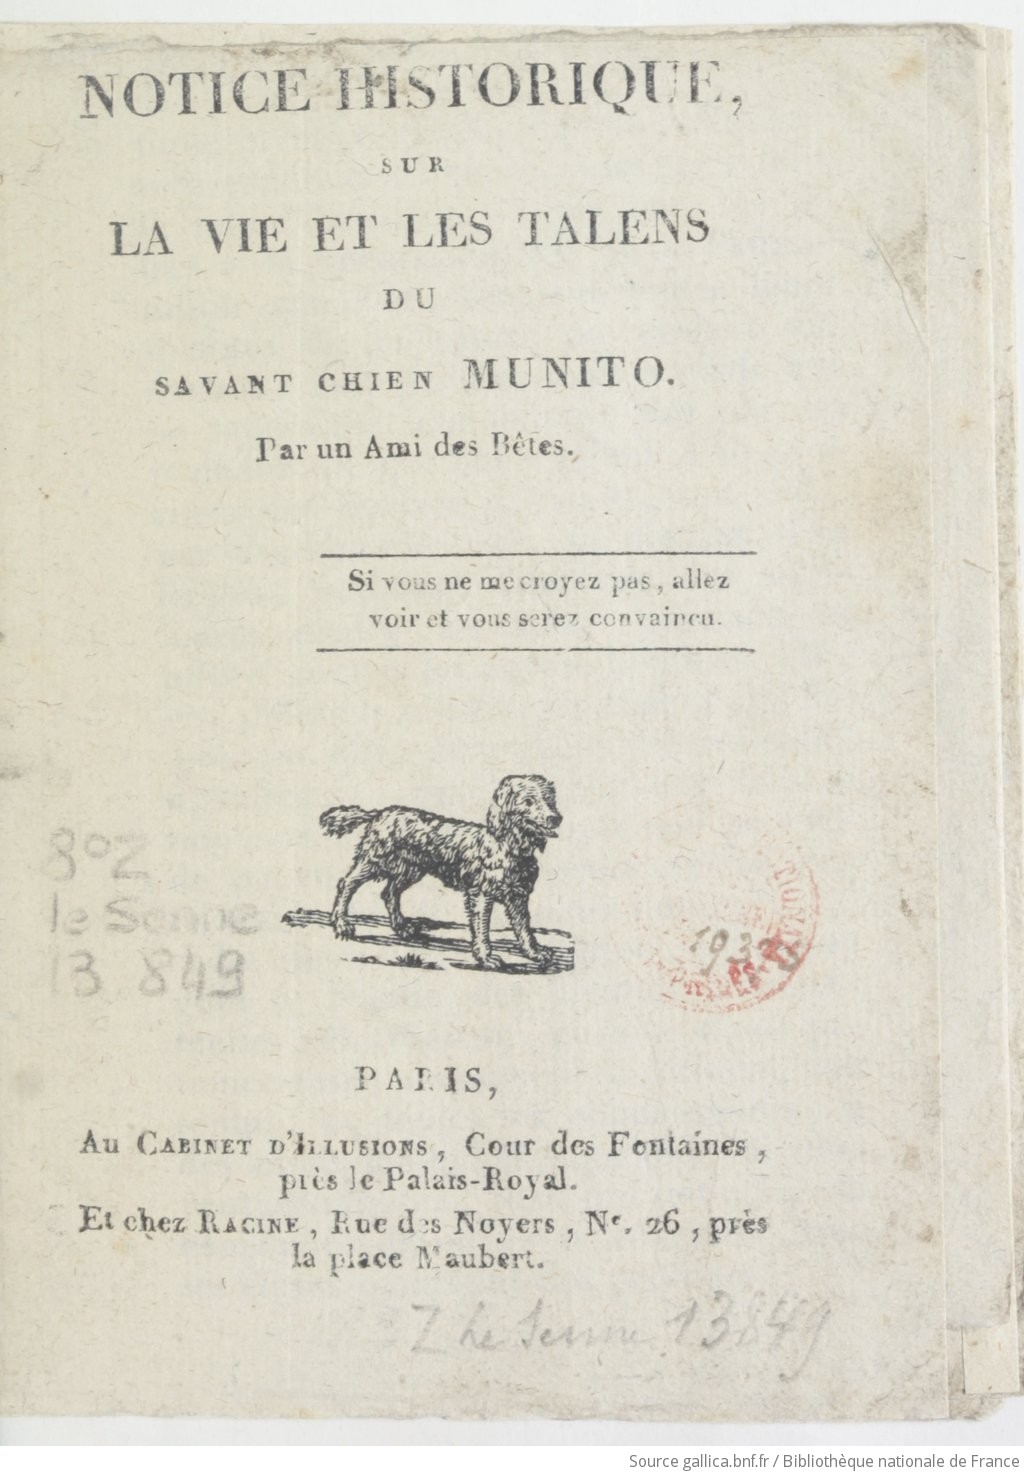 NOTICE HISTORIQUE,
SUR
LA VIE ET LES TALENS
DU
SAVANT CHIEN MUNITO.
Par un Ami des Bêtes.
Si vous ne me croyez pas, allez
voir et vous serez convaincu.
8º Z
le Senne
13 849
PARIS,
Au CABINET D'ILLUSIONS, Cour des Fontaines,
près le Palais-Royal.
Et chez RACINE, Rue des Noyers, Nº. 26, près
la place Maubert.
Z Le Senne 13849
Source gallica.bnf.fr / Bibliothèque nationale de France